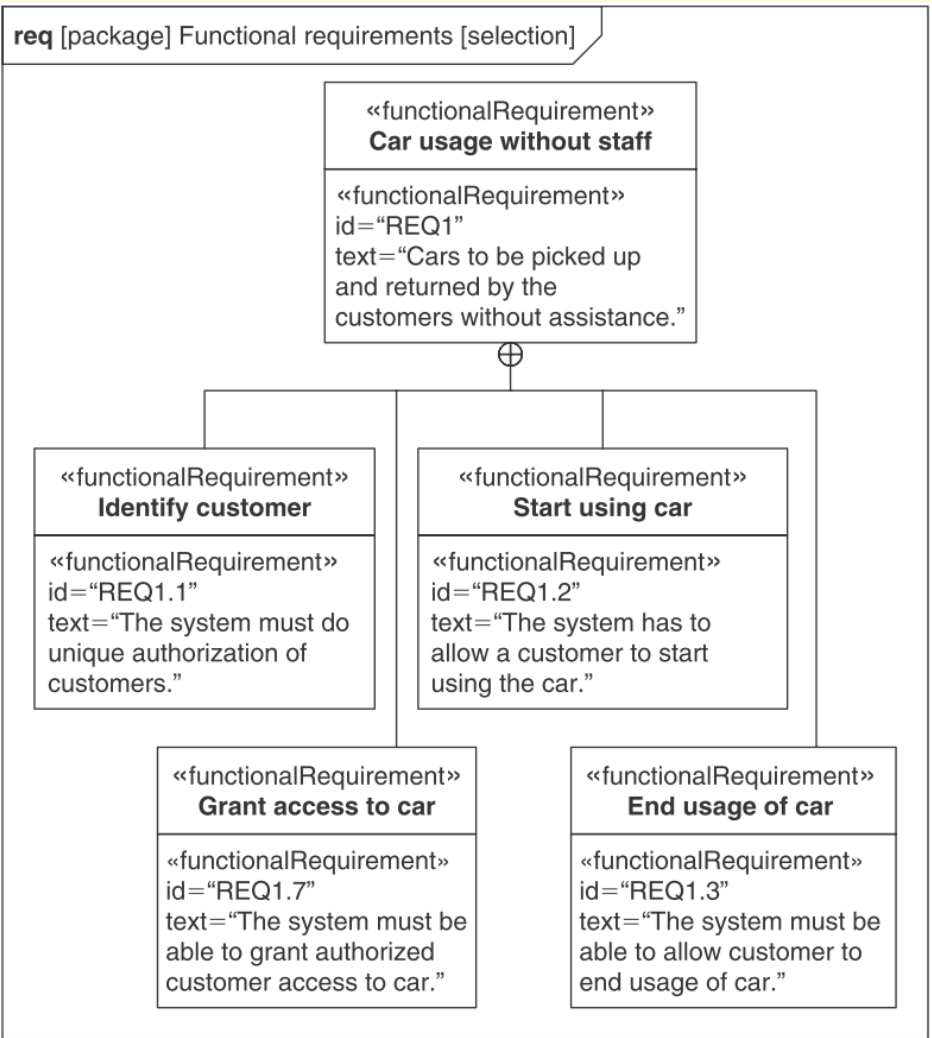 req [package] Functional requirements [selection]
«functionalRequirement»
Car usage without staff
«functionalRequirement»
id=“REQ1”
text=“Cars to be picked up
and returned by the
customers without assistance.”
«functionalRequirement»
Identify customer
«functionalRequirement»
id=“REQ1.1”
text=“The system must do
unique authorization of
customers.”
«functionalRequirement»
Start using car
«functionalRequirement»
id=“REQ1.2”
text=“The system has to
allow a customer to start
using the car.”
«functionalRequirement»
Grant access to car
«functionalRequirement»
id=“REQ1.7”
text=“The system must be
able to grant authorized
customer access to car.”
«functionalRequirement»
End usage of car
«functionalRequirement»
id=“REQ1.3”
text=“The system must be
able to allow customer to
end usage of car.”